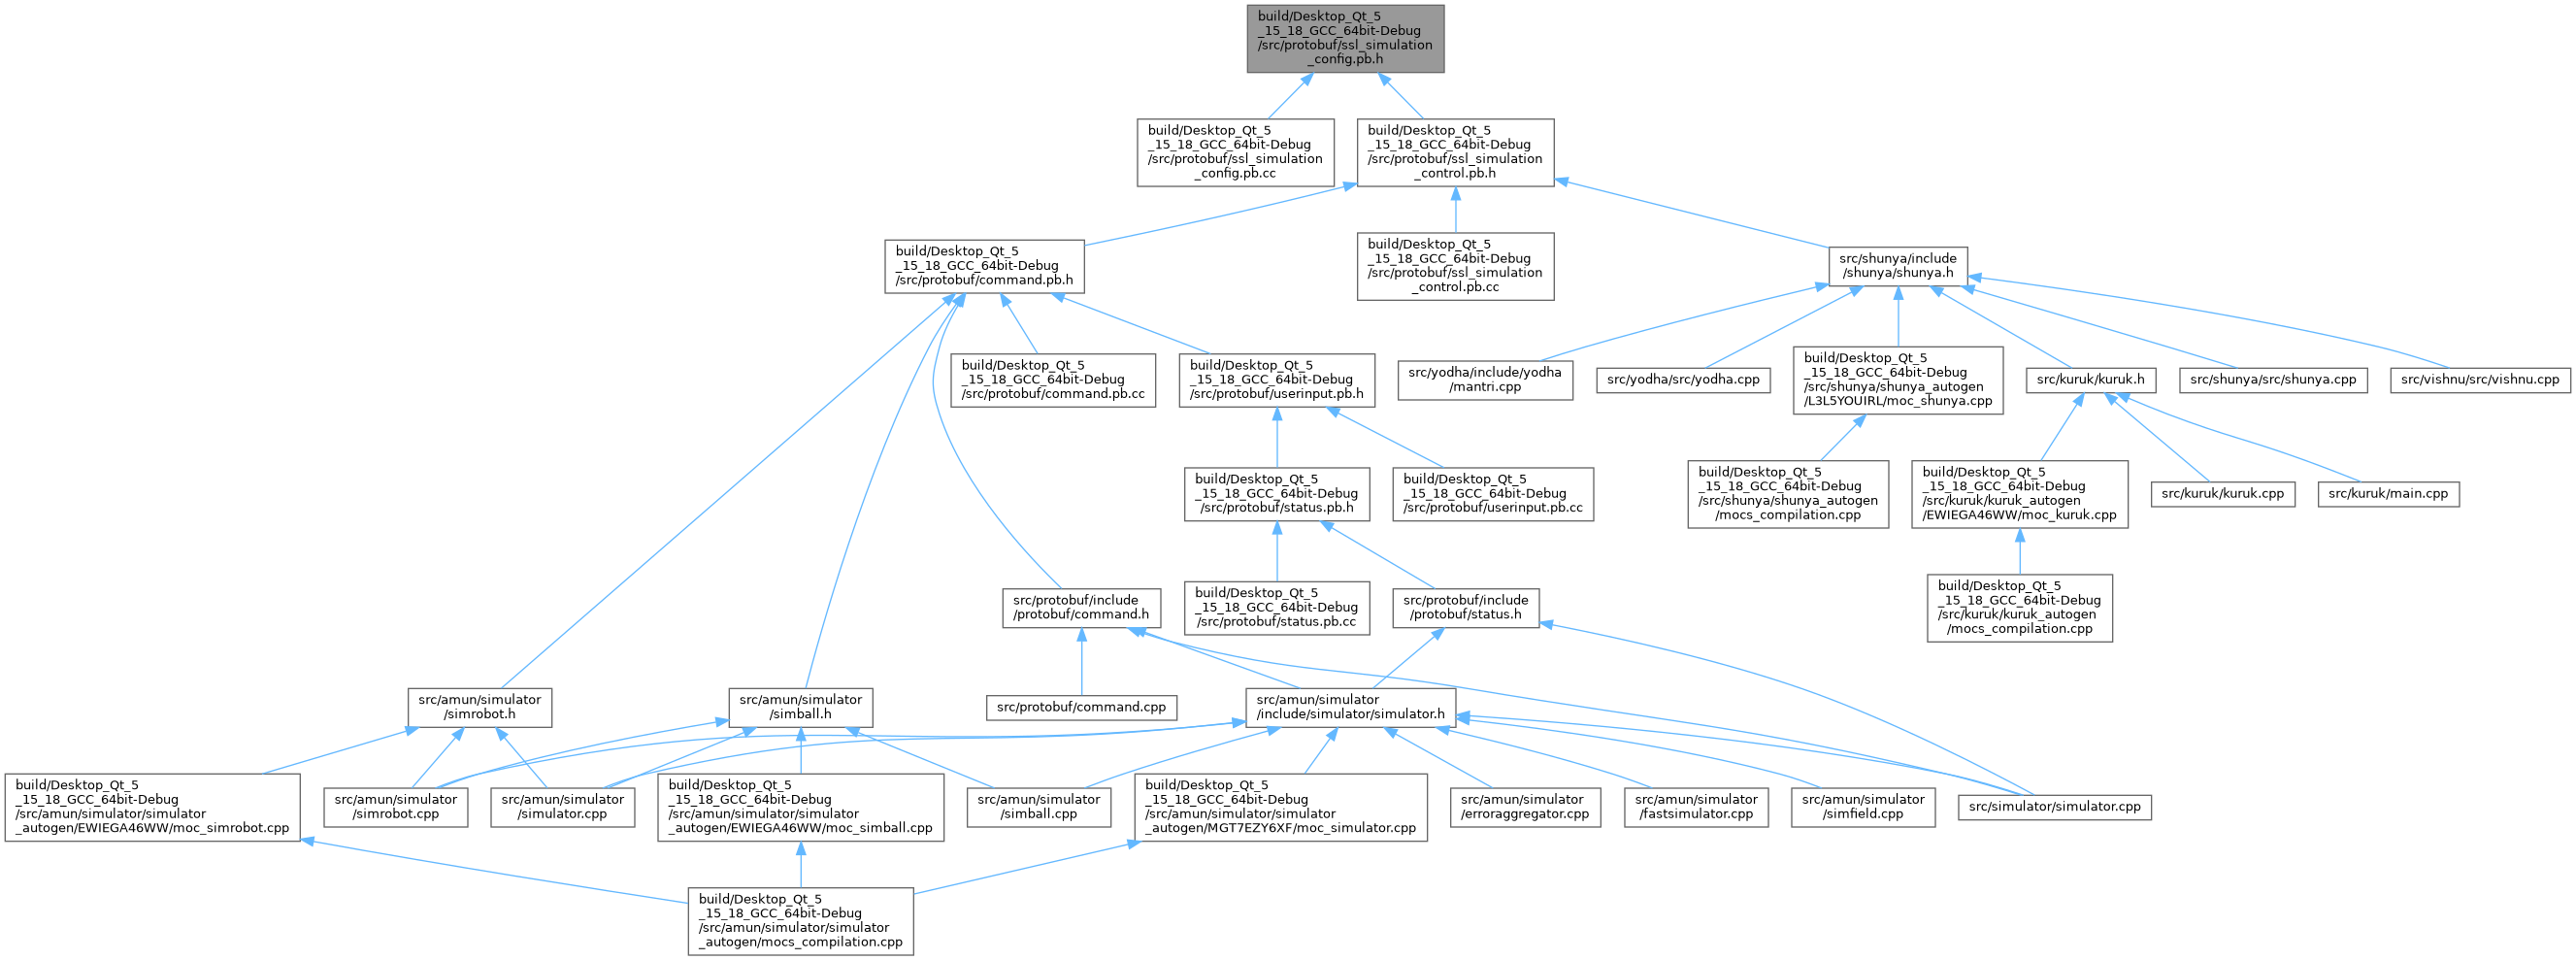 build/Desktop_Qt_5
_15_18_GCC_64bit-Debug
/src/protobuf/ssl_simulation
_config.pb.h
build/Desktop_Qt_5
_15_18_GCC_64bit-Debug
/src/protobuf/ssl_simulation
_config.pb.cc
build/Desktop_Qt_5
_15_18_GCC_64bit-Debug
/src/protobuf/ssl_simulation
_control.pb.h
build/Desktop_Qt_5
_15_18_GCC_64bit-Debug
/src/protobuf/command.pb.h
build/Desktop_Qt_5
_15_18_GCC_64bit-Debug
/src/protobuf/ssl_simulation
_control.pb.cc
src/shunya/include
/shunya/shunya.h
build/Desktop_Qt_5
_15_18_GCC_64bit-Debug
/src/protobuf/command.pb.cc
build/Desktop_Qt_5
_15_18_GCC_64bit-Debug
/src/protobuf/userinput.pb.h
src/yodha/include/yodha
/mantri.cpp
src/yodha/src/yodha.cpp
build/Desktop_Qt_5
_15_18_GCC_64bit-Debug
/src/shunya/shunya_autogen
/L3L5YOUIRL/moc_shunya.cpp
src/kuruk/kuruk.h
src/shunya/src/shunya.cpp
src/vishnu/src/vishnu.cpp
build/Desktop_Qt_5
_15_18_GCC_64bit-Debug
/src/protobuf/status.pb.h
build/Desktop_Qt_5
_15_18_GCC_64bit-Debug
/src/protobuf/userinput.pb.cc
build/Desktop_Qt_5
_15_18_GCC_64bit-Debug
/src/shunya/shunya_autogen
/mocs_compilation.cpp
build/Desktop_Qt_5
_15_18_GCC_64bit-Debug
/src/kuruk/kuruk_autogen
/EWIEGA46WW/moc_kuruk.cpp
src/kuruk/kuruk.cpp
src/kuruk/main.cpp
src/protobuf/include
/protobuf/command.h
build/Desktop_Qt_5
_15_18_GCC_64bit-Debug
/src/protobuf/status.pb.cc
src/protobuf/include
/protobuf/status.h
build/Desktop_Qt_5
_15_18_GCC_64bit-Debug
/src/kuruk/kuruk_autogen
/mocs_compilation.cpp
src/amun/simulator
/simrobot.h
src/amun/simulator
/simball.h
src/protobuf/command.cpp
src/amun/simulator
/include/simulator/simulator.h
build/Desktop_Qt_5
_15_18_GCC_64bit-Debug
/src/amun/simulator/simulator
_autogen/EWIEGA46WW/moc_simrobot.cpp
src/amun/simulator
/simrobot.cpp
src/amun/simulator
/simulator.cpp
build/Desktop_Qt_5
_15_18_GCC_64bit-Debug
/src/amun/simulator/simulator
_autogen/EWIEGA46WW/moc_simball.cpp
src/amun/simulator
/simball.cpp
build/Desktop_Qt_5
_15_18_GCC_64bit-Debug
/src/amun/simulator/simulator
_autogen/MGT7EZY6XF/moc_simulator.cpp
src/amun/simulator
/erroraggregator.cpp
src/amun/simulator
/fastsimulator.cpp
src/amun/simulator
/simfield.cpp
src/simulator/simulator.cpp
build/Desktop_Qt_5
_15_18_GCC_64bit-Debug
/src/amun/simulator/simulator
_autogen/mocs_compilation.cpp